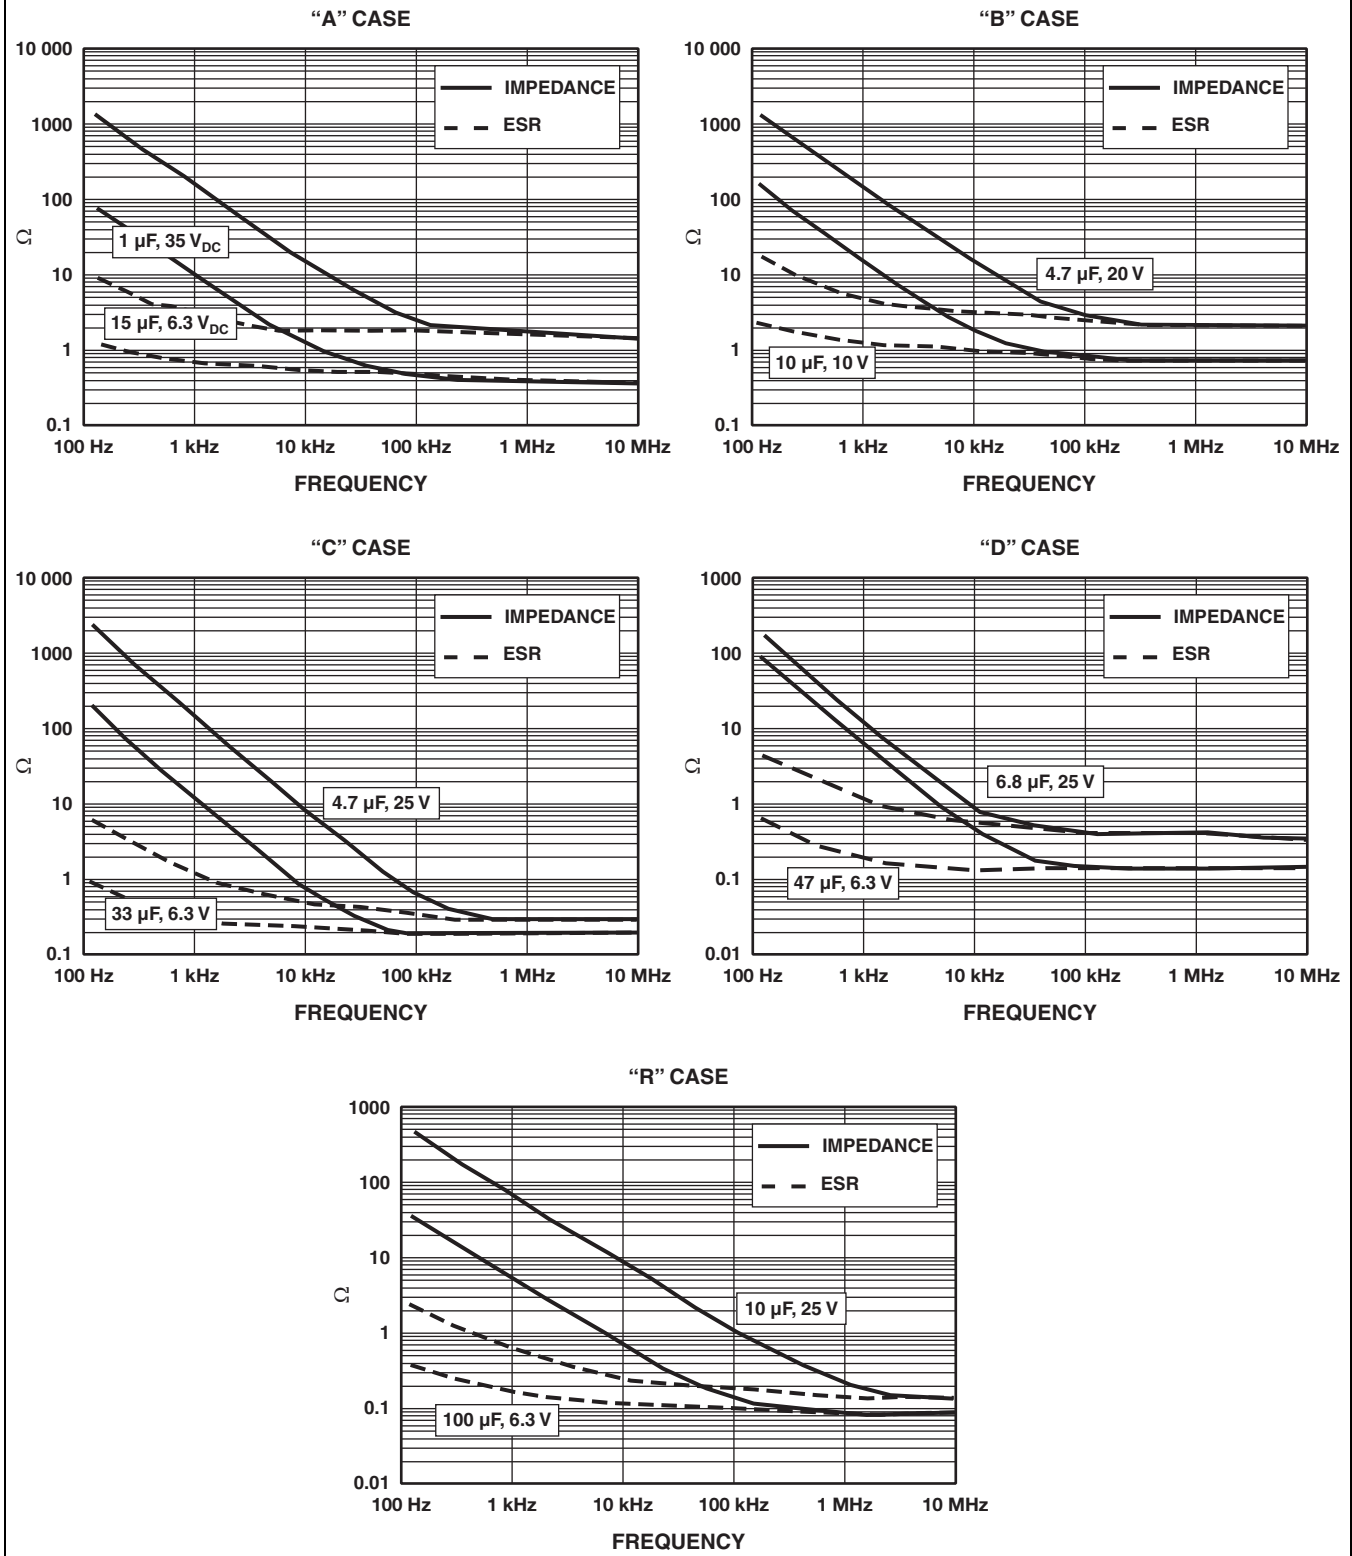 “A” CASE
10 000
1000
100
10
1
0.1
Ω
IMPEDANCE
ESR
1 µF, 35 VDC
15 µF, 6.3 VDC
100 Hz 1 kHz 10 kHz 100 kHz 1 MHz 10 MHz
FREQUENCY
“B” CASE
10 000
1000
100
10
1
0.1
Ω
IMPEDANCE
ESR
4.7 µF, 20 V
10 µF, 10 V
100 Hz 1 kHz 10 kHz 100 kHz 1 MHz 10 MHz
FREQUENCY
“C” CASE
10 000
1000
100
10
1
0.1
Ω
IMPEDANCE
ESR
4.7 µF, 25 V
33 µF, 6.3 V
100 Hz 1 kHz 10 kHz 100 kHz 1 MHz 10 MHz
FREQUENCY
“D” CASE
1000
100
10
1
0.1
0.01
Ω
IMPEDANCE
ESR
6.8 µF, 25 V
47 µF, 6.3 V
100 Hz 1 kHz 10 kHz 100 kHz 1 MHz 10 MHz
FREQUENCY
“R” CASE
1000
100
10
1
0.1
0.01
Ω
IMPEDANCE
ESR
10 µF, 25 V
100 µF, 6.3 V
100 Hz 1 kHz 10 kHz 100 kHz 1 MHz 10 MHz
FREQUENCY